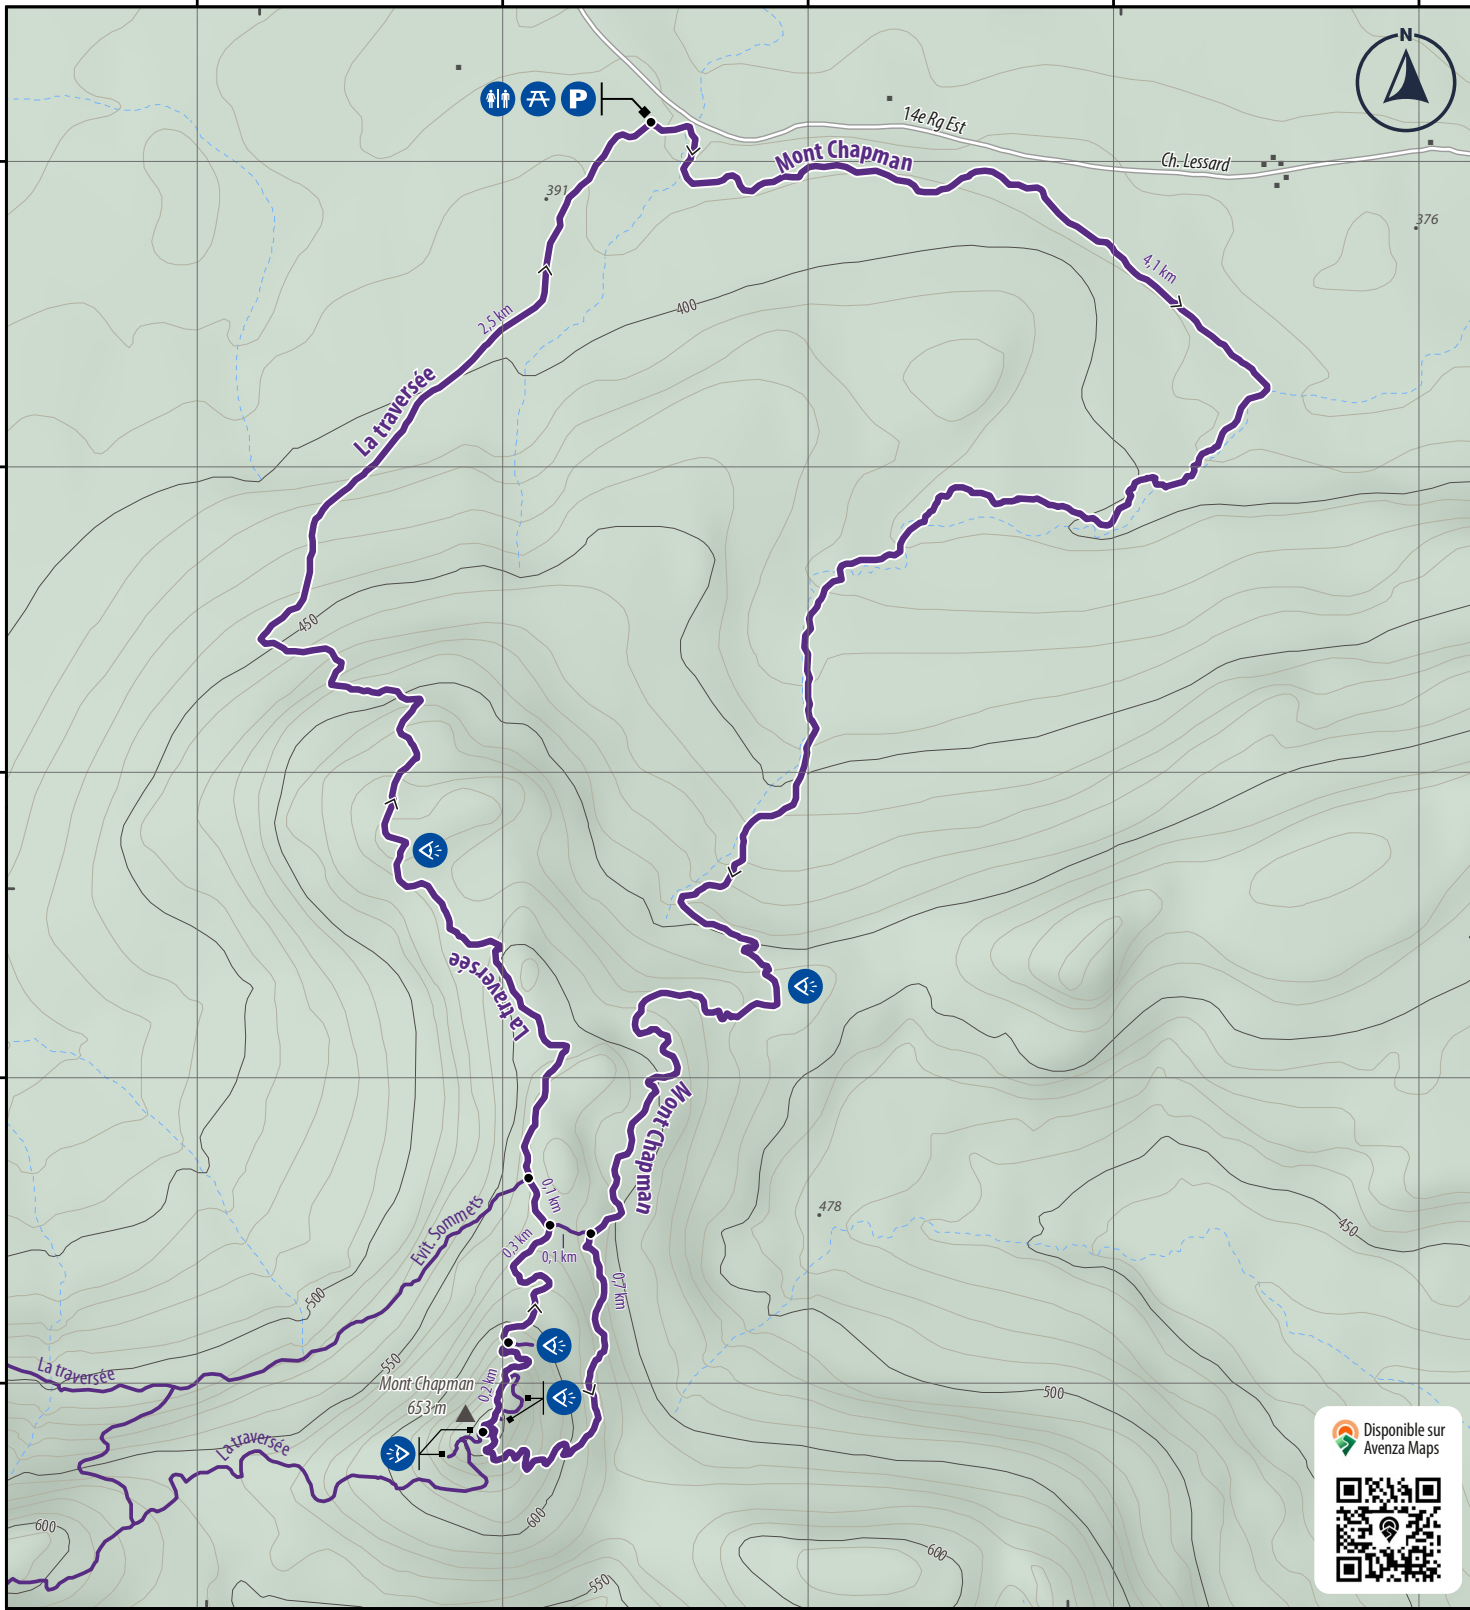 N
P
14e Rg Est
Mont Chapman
Ch. Lessard
391
376
4,1 km
2,5 km
400
La traversée
450
La traversée
Mont Chapman
478
450
0,1 km
Evit. Sommets
0,3 km
0,1 km
0,7 km
500
550
La traversée
Mont Chapman
653 m
0,2 km
500
La traversée
Disponible sur
Avenza Maps
600
600
600
550